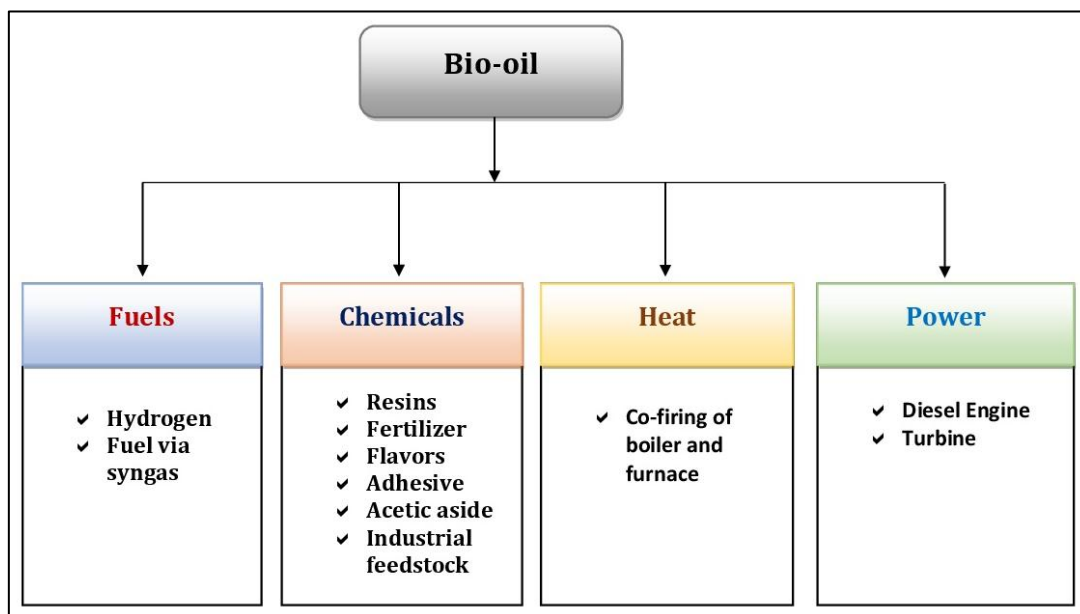 Bio-oil
Fuels
✓ Hydrogen
✓ Fuel via
syngas
Chemicals
✓ Resins
✓ Fertilizer
✓ Flavors
✓ Adhesive
✓ Acetic aside
✓ Industrial
feedstock
Heat
✓ Co-firing of
boiler and
furnace
Power
✓ Diesel Engine
✓ Turbine